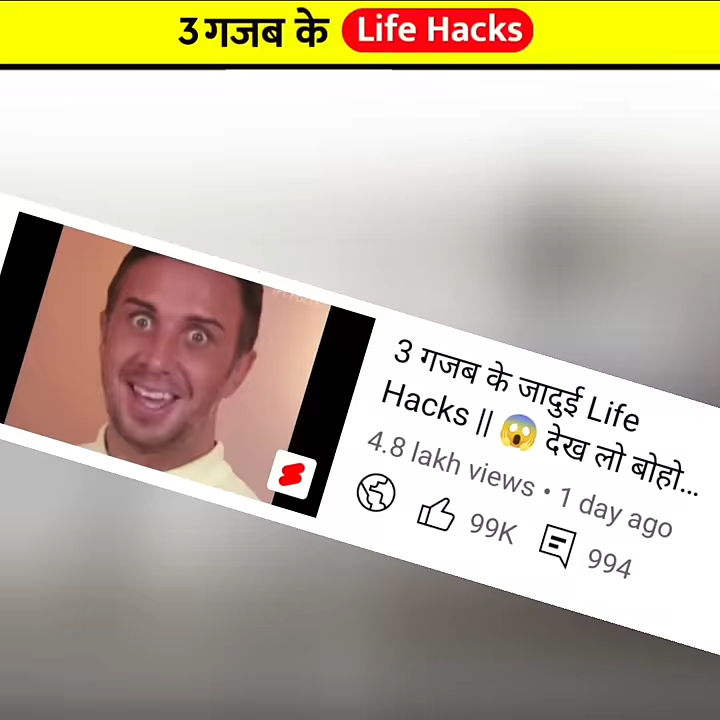 3 गजब के Life Hacks
3 गजब के जादुई Life
Hacks || 😱 देख लो बोहो...
4.8 lakh views • 1 day ago
99K 994